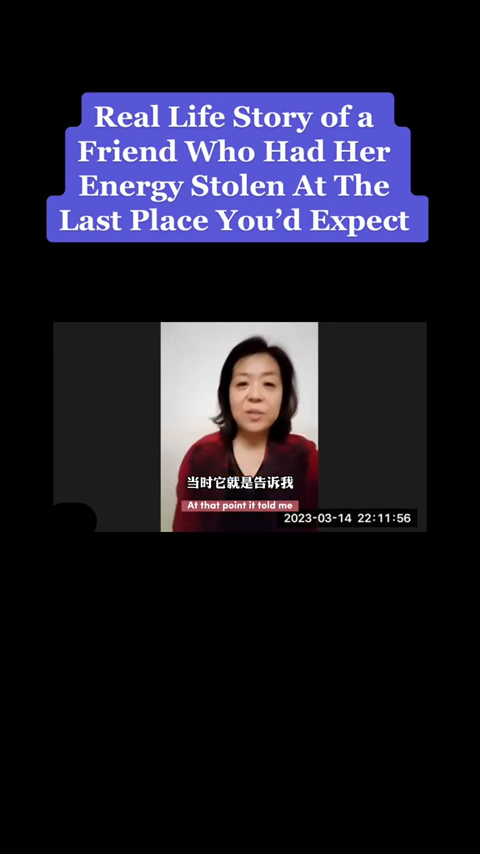 Real Life Story of a
Friend Who Had Her
Energy Stolen At The
Last Place You’d Expect
当时它就是告诉我
At that point it told me
2023-03-14 22:11:56